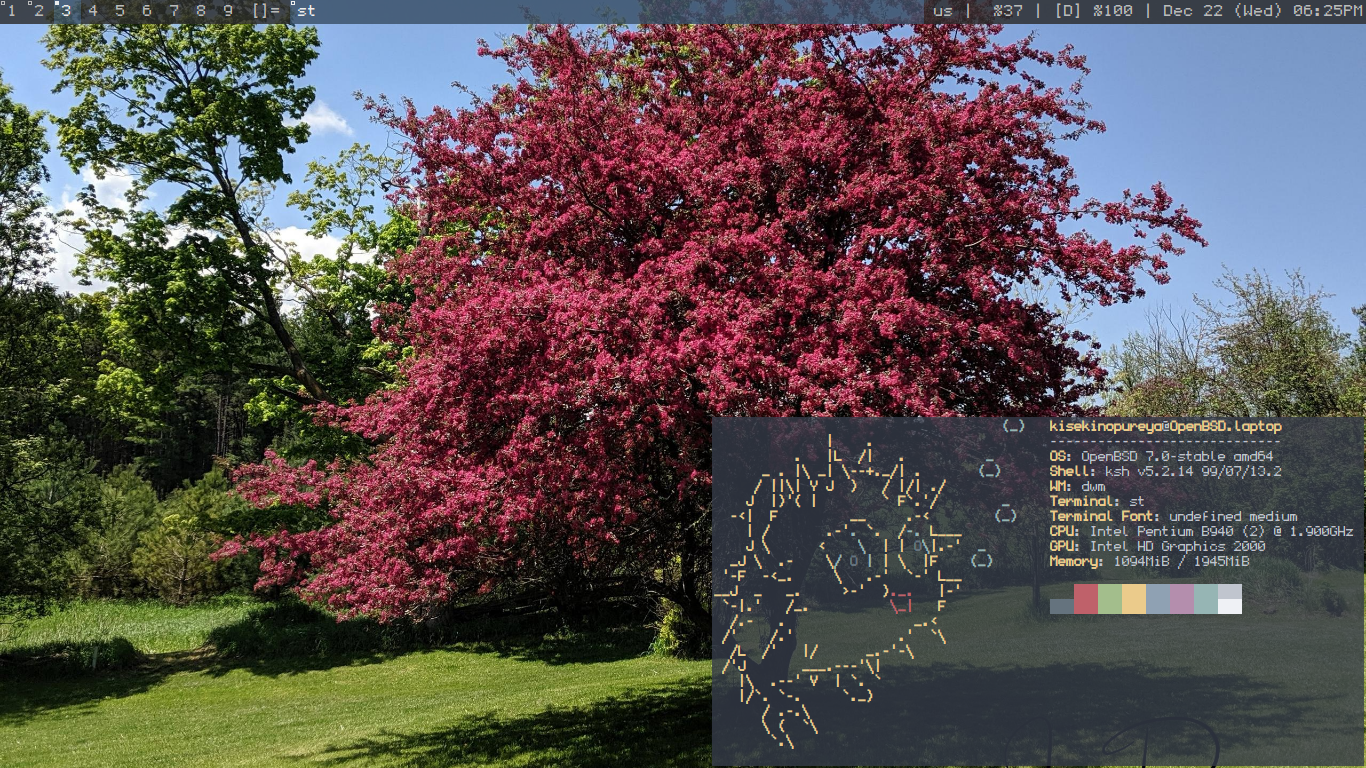 1 2 3 4 5 6 7 8 9 []= st
us | %37 | [D] %100 | Dec 22 (Wed) 06:25PM
kisekinopureya@OpenBSD.laptop
-----------------------------
OS: OpenBSD 7.0-stable amd64
Shell: ksh v5.2.14 99/07/13.2
WM: dwm
Terminal: st
Terminal Font: undefined medium
CPU: Intel Pentium B940 (2) @ 1.900GHz
GPU: Intel HD Graphics 2000
Memory: 1094MiB / 1945MiB